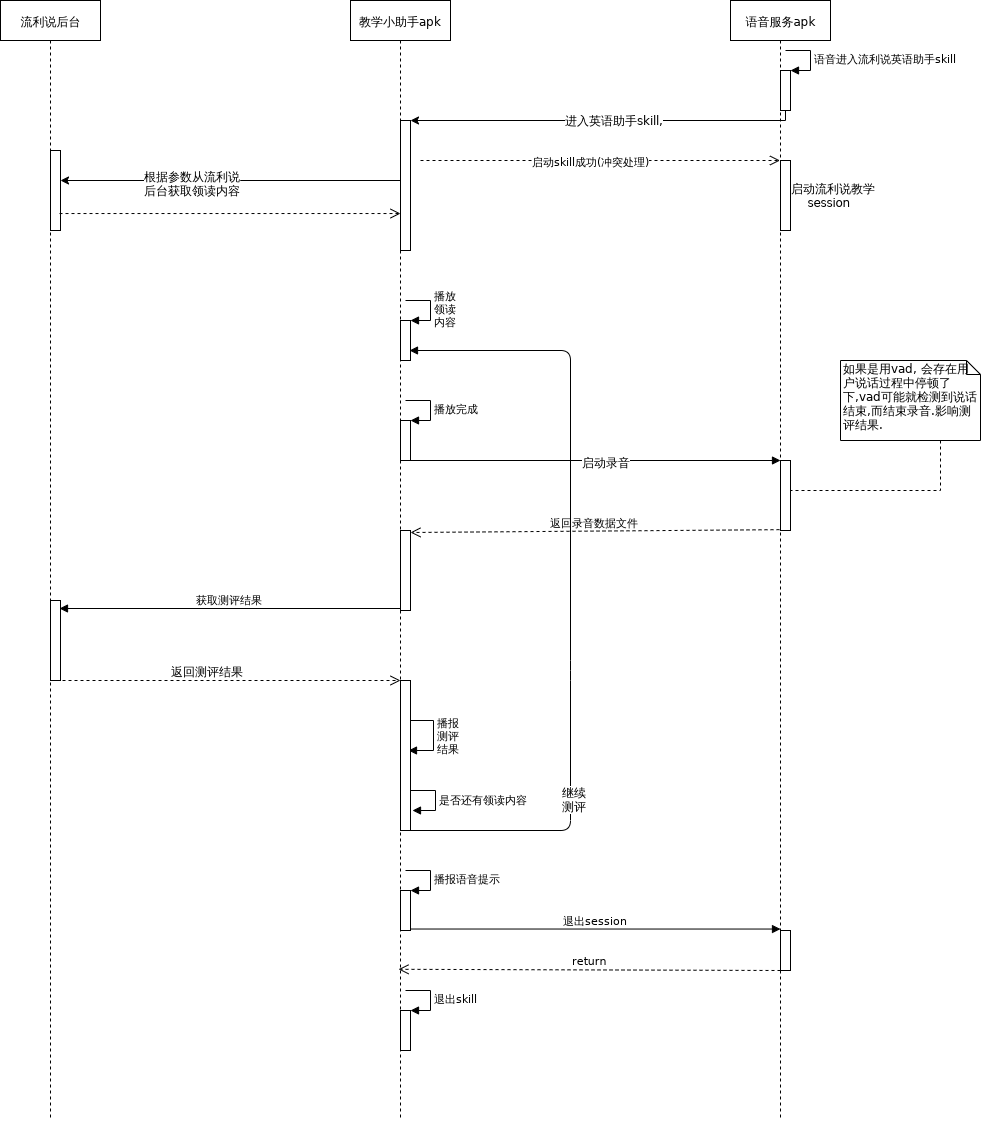 流利说后台
教学小助手apk
语音服务apk
语音进入流利说英语助手skill
进入英语助手skill,
启动skill成功(冲突处理)
根据参数从流利说
后台获取领读内容
启动流利说教学
session
播放
领读
内容
如果是用vad, 会存在用
户说话过程中停顿了
下,vad可能就检测到说话
结束,而结束录音.影响测
评结果.
播放完成
启动录音
返回录音数据文件
获取测评结果
返回测评结果
播报
测评
结果
是否还有领读内容
继续
测评
播报语音提示
退出session
return
退出skill